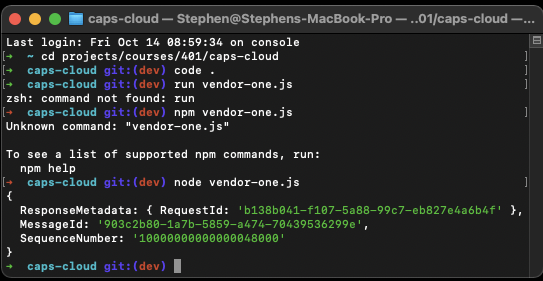 caps-cloud — Stephen@Stephens-MacBook-Pro — ..01/caps-cloud —...
Last login: Fri Oct 14 08:59:34 on console
[→ ~ cd projects/courses/401/caps-cloud ]
[→ caps-cloud git:(dev) code . ]
[→ caps-cloud git:(dev) run vendor-one.js ]
zsh: command not found: run
[→ caps-cloud git:(dev) npm vendor-one.js ]
Unknown command: "vendor-one.js"
To see a list of supported npm commands, run:
npm help
[→ caps-cloud git:(dev) node vendor-one.js ]
{
ResponseMetadata: { RequestId: 'b138b041-f107-5a88-99c7-eb827e4a6b4f' },
MessageId: '903c2b80-1a7b-5859-a474-70439536299e',
SequenceNumber: '10000000000000048000'
}
→ caps-cloud git:(dev)